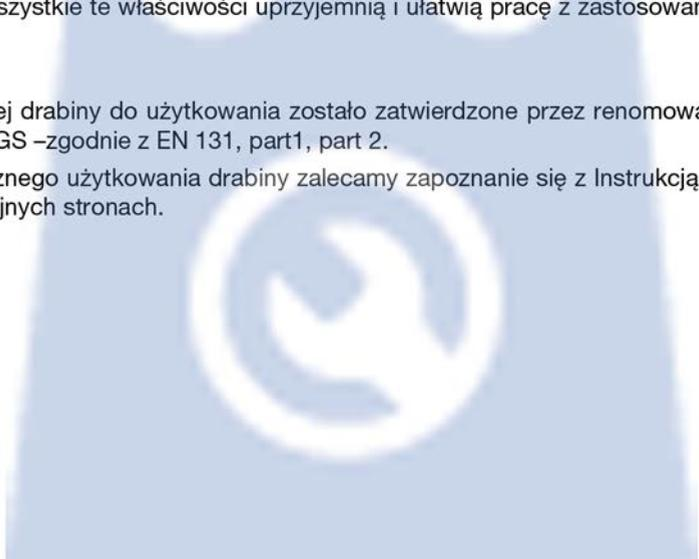 szystkie te właściwości uprzyjemnią i ułatwią pracę z zastosowan
ej drabiny do użytkowania zostało zatwierdzone przez renomowa
GS –zgodnie z EN 131, part1, part 2.
znego użytkowania drabiny zalecamy zapoznanie się z Instrukcją
jnych stronach.